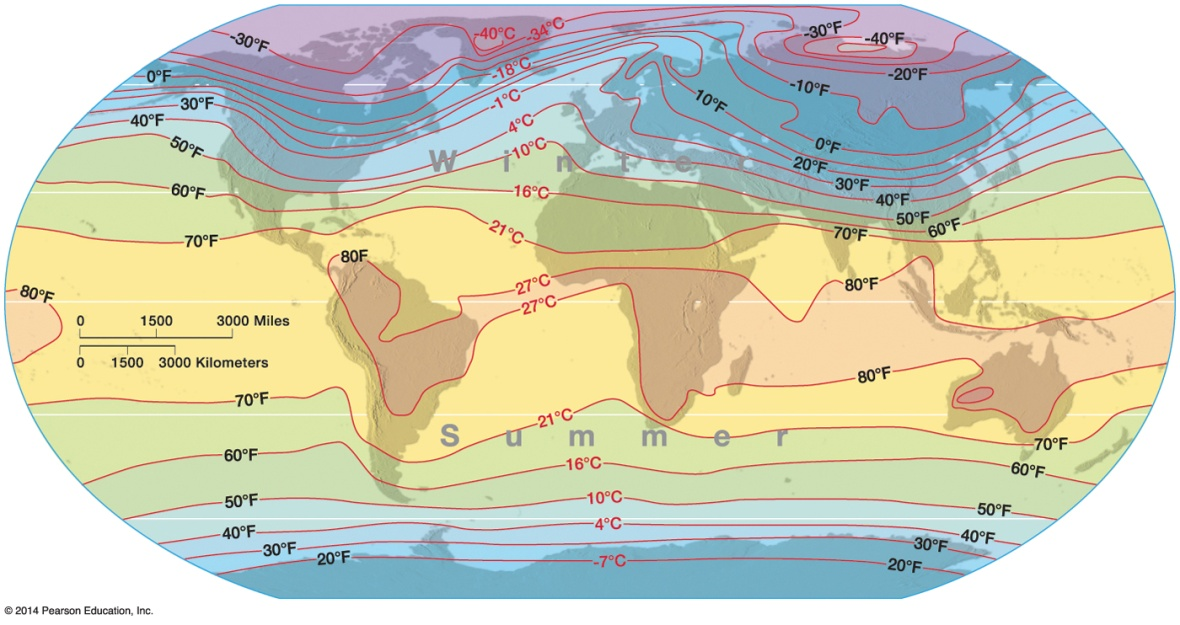 -40°C
-34°C
-30°F
-40°F
-30°F
-18°C
-20°F
0°F
-10°F
-1°C
10°F
30°F
40°F
4°C
0°F
50°F
10°C
Winter
20°F
30°F
60°F
16°C
40°F
50°F
60°F
21°C
70°F
70°F
80F
27°C
80°F
80°F
27°C
0 1500 3000 Miles
0 1500 3000 Kilometers
80°F
70°F
21°C
Summer
70°F
60°F
16°C
60°F
50°F
10°C
50°F
40°F
4°C
40°F
30°F
30°F
20°F
-7°C
20°F
© 2014 Pearson Education, Inc.